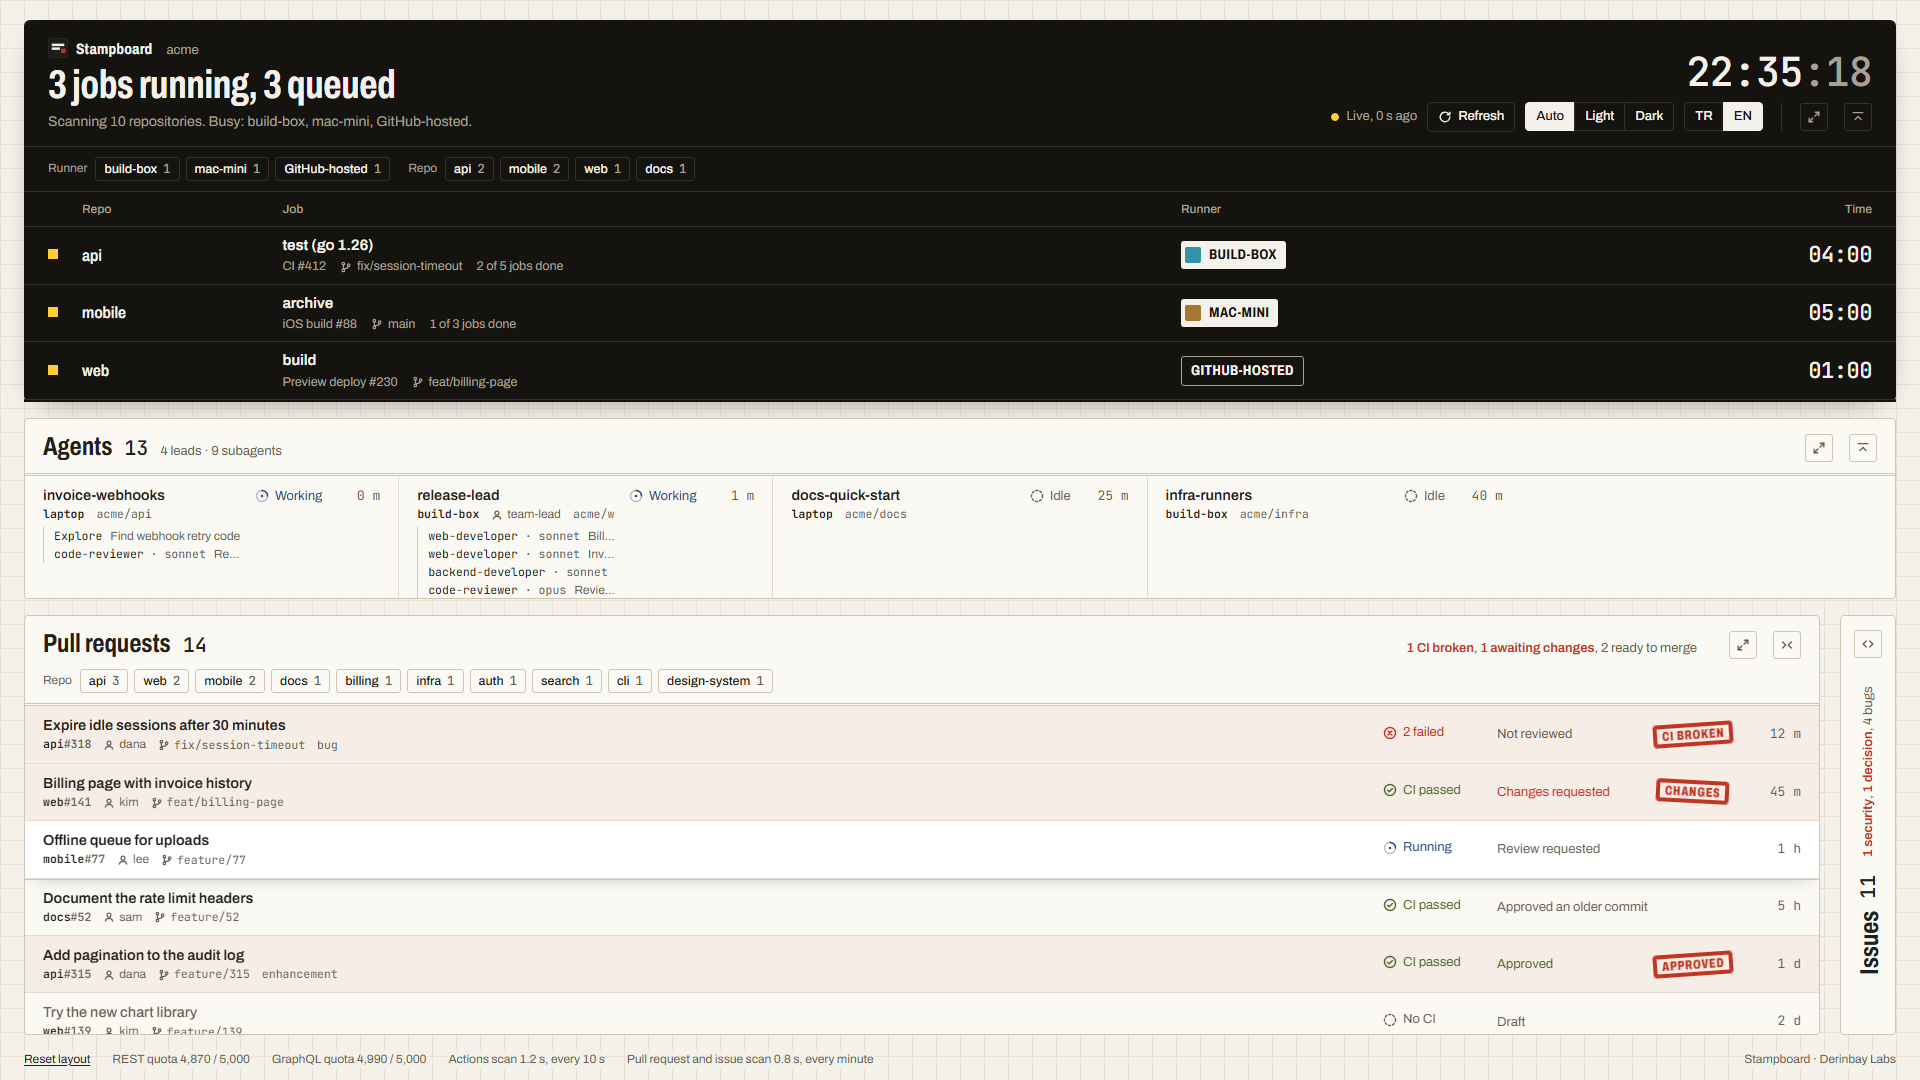 Stampboard acme
3 jobs running, 3 queued
Scanning 10 repositories. Busy: build-box, mac-mini, GitHub-hosted.
22:35:18
Live, 0 s ago Refresh Auto Light Dark TR EN
Runner build-box 1 mac-mini 1 GitHub-hosted 1 Repo api 2 mobile 2 web 1 docs 1
Repo Job Runner Time
api test (go 1.26) BUILD-BOX 04:00
CI #412 fix/session-timeout 2 of 5 jobs done
mobile archive MAC-MINI 05:00
iOS build #88 main 1 of 3 jobs done
web build GITHUB-HOSTED 01:00
Preview deploy #230 feat/billing-page
Agents 13 4 leads · 9 subagents
invoice-webhooks Working 0 m
laptop acme/api
Explore Find webhook retry code
code-reviewer · sonnet Re...
release-lead Working 1 m
build-box team-lead acme/w
web-developer · sonnet Bill...
web-developer · sonnet Inv...
backend-developer · sonnet
code-reviewer · opus Revie...
docs-quick-start Idle 25 m
laptop acme/docs
infra-runners Idle 40 m
build-box acme/infra
Pull requests 14
1 CI broken, 1 awaiting changes, 2 ready to merge
Repo api 3 web 2 mobile 2 docs 1 billing 1 infra 1 auth 1 search 1 cli 1 design-system 1
Expire idle sessions after 30 minutes 2 failed Not reviewed CI BROKEN 12 m
api#318 dana fix/session-timeout bug
Billing page with invoice history CI passed Changes requested CHANGES 45 m
web#141 kim feat/billing-page
Offline queue for uploads Running Review requested 1 h
mobile#77 lee feature/77
Document the rate limit headers CI passed Approved an older commit 5 h
docs#52 sam feature/52
Add pagination to the audit log CI passed Approved APPROVED 1 d
api#315 dana feature/315 enhancement
Try the new chart library No CI Draft 2 d
web#139 kim feature/139
Issues 11 1 security, 1 decision, 4 bugs
Reset layout REST quota 4,870 / 5,000 GraphQL quota 4,990 / 5,000 Actions scan 1.2 s, every 10 s Pull request and issue scan 0.8 s, every minute
Stampboard · Derinbay Labs